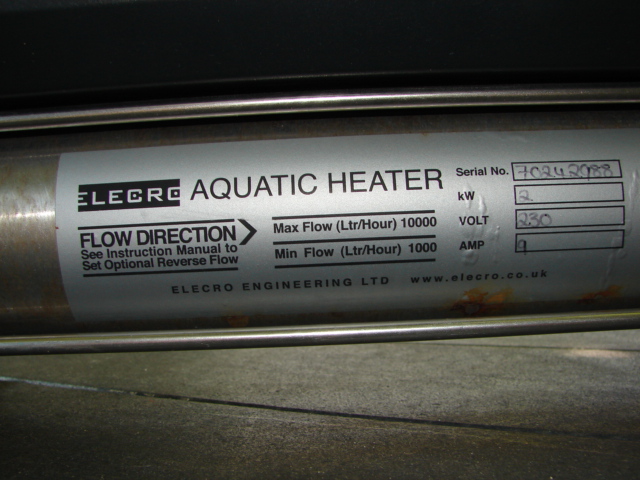 ELECRO AQUATIC HEATER
FLOW DIRECTION
See Instruction Manual to
Set Optional Reverse Flow
Max Flow (Ltr/Hour) 10000
Min Flow (Ltr/Hour) 1000
Serial No. 70242988
kW 2
VOLT 230
AMP 9
ELECRO ENGINEERING LTD www.elecro.co.uk